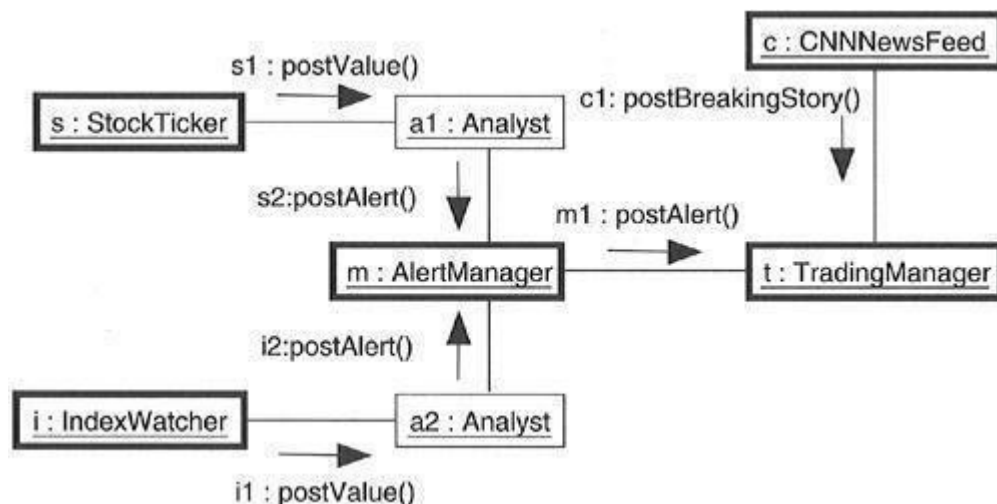 c : CNNNewsFeed
s1 : postValue()
c1: postBreakingStory()
s : StockTicker
a1 : Analyst
s2:postAlert()
m1 : postAlert()
m : AlertManager
t : TradingManager
i2:postAlert()
i : IndexWatcher
a2 : Analyst
i1 : postValue()